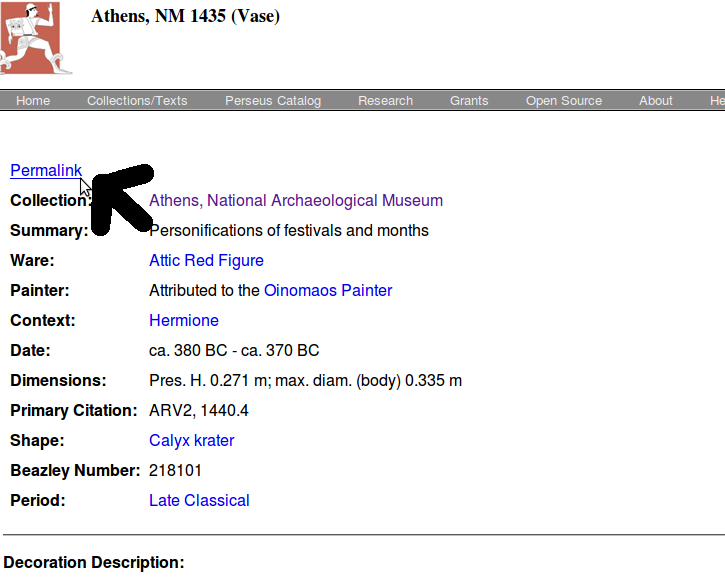 Athens, NM 1435 (Vase)
Home Collections/Texts Perseus Catalog Research Grants Open Source About He
Permalink
Collection: Athens, National Archaeological Museum
Summary: Personifications of festivals and months
Ware: Attic Red Figure
Painter: Attributed to the Oinomaos Painter
Context: Hermione
Date: ca. 380 BC - ca. 370 BC
Dimensions: Pres. H. 0.271 m; max. diam. (body) 0.335 m
Primary Citation: ARV2, 1440.4
Shape: Calyx krater
Beazley Number: 218101
Period: Late Classical
Decoration Description: